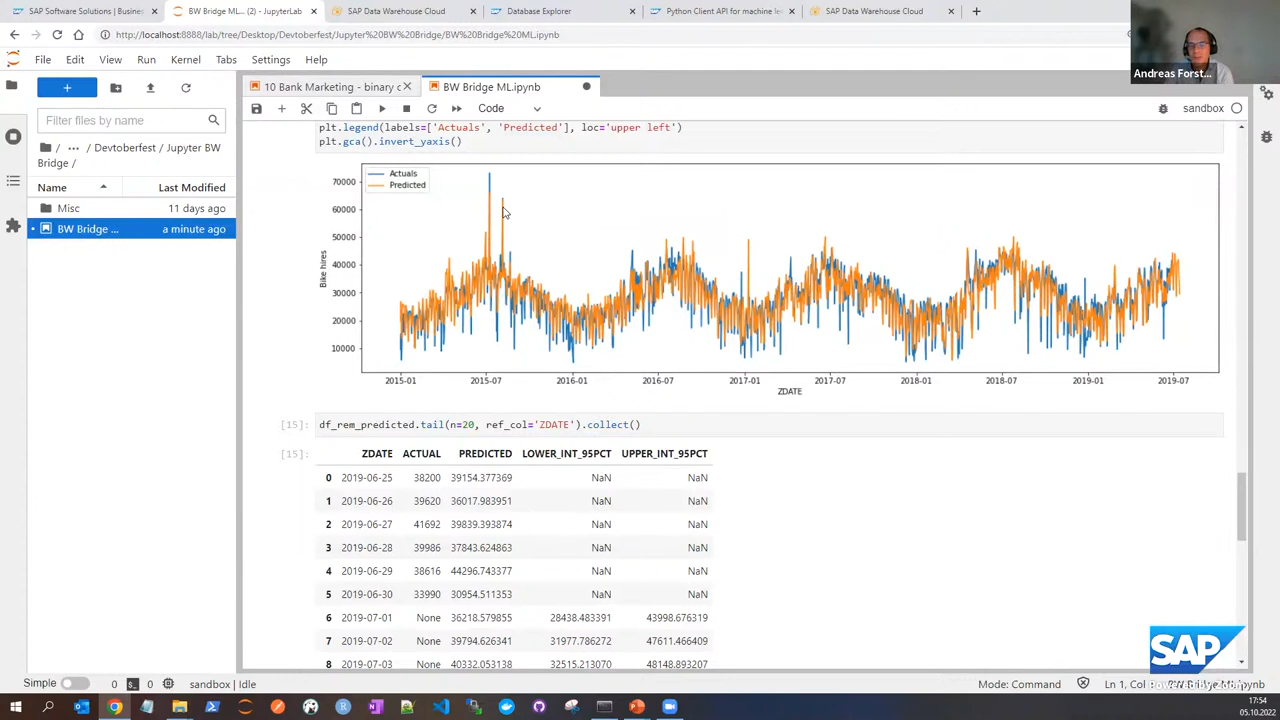 SAP Software Solutions | Business
BW Bridge ML... (2) - JupyterLab
SAP Data Warehouse Cloud
Database Explorer
Python Client API for machine le
SAP Data Warehouse Cloud
http://localhost:8888/lab/tree/Desktop/Devtoberfest/Jupyter%20BW%20Bridge/BW%20Bridge%20ML.ipynb
Andreas Forst...
File Edit View Run Kernel Tabs Settings Help
10 Bank Marketing - binary c
BW Bridge ML.ipynb
Code
sandbox
Filter files by name
/ ... / Devtoberfest / Jupyter BW
Bridge /
Name Last Modified
Misc 11 days ago
BW Bridge ... a minute ago
plt.legend(labels=['Actuals', 'Predicted'], loc='upper left')
plt.gca().invert_yaxis()
Actuals
Predicted
70000
60000
50000
40000
30000
20000
10000
Bike hires
2015-01 2015-07 2016-01 2016-07 2017-01 2017-07 2018-01 2018-07 2019-01 2019-07
ZDATE
[15]: df_rem_predicted.tail(n=20, ref_col='ZDATE').collect()
[15]: ZDATE ACTUAL PREDICTED LOWER_INT_95PCT UPPER_INT_95PCT
0 2019-06-25 38200 39154.377369 NaN NaN
1 2019-06-26 39620 36017.983951 NaN NaN
2 2019-06-27 41692 39839.393874 NaN NaN
3 2019-06-28 39986 37843.624863 NaN NaN
4 2019-06-29 38616 44296.743377 NaN NaN
5 2019-06-30 33990 30954.511353 NaN NaN
6 2019-07-01 None 36218.579855 28438.483391 43998.676319
7 2019-07-02 None 39794.626341 31977.786272 47611.466409
8 2019-07-03 None 40332.053138 32515.213070 48148.893207
SAP
Simple 0 0 sandbox | Idle
Mode: Command Ln 1, Col
17:54
05.10.2022